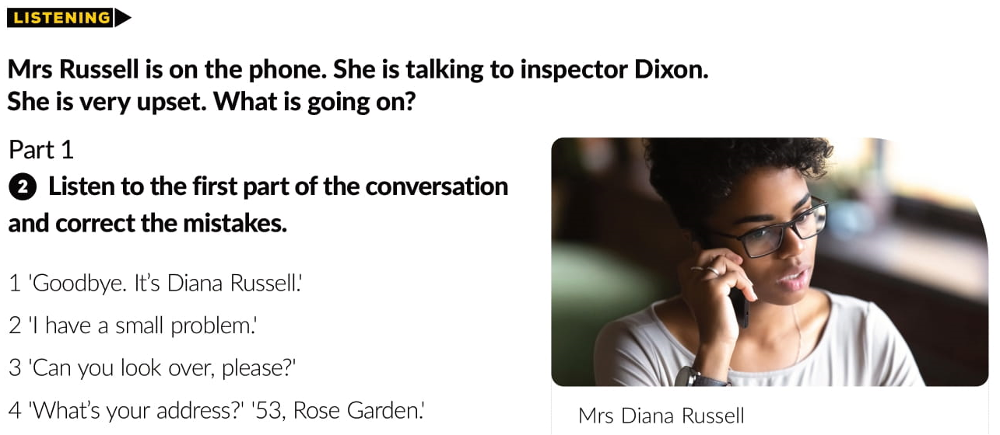 LISTENING
Mrs Russell is on the phone. She is talking to inspector Dixon.
She is very upset. What is going on?
Part 1
2 Listen to the first part of the conversation
and correct the mistakes.
1 'Goodbye. It's Diana Russell.'
2 'I have a small problem.'
3 'Can you look over, please?'
4 'What's your address?' '53, Rose Garden.'
Mrs Diana Russell